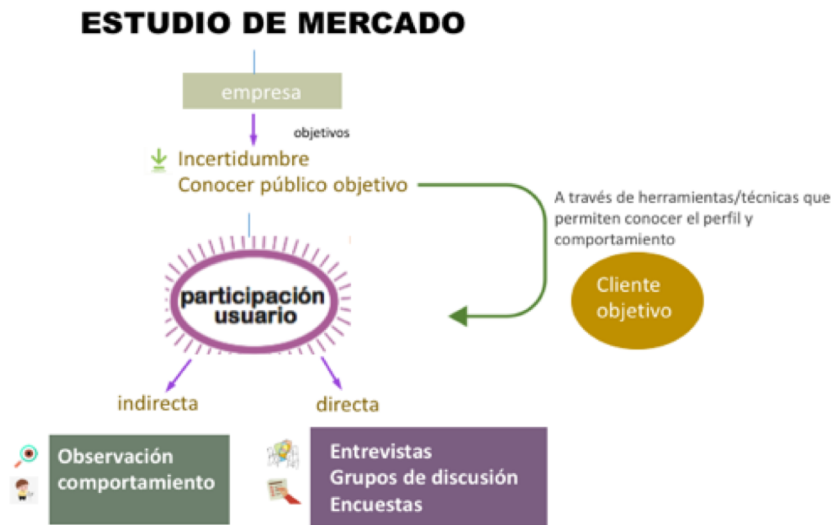 ESTUDIO DE MERCADO
empresa
objetivos
Incertidumbre
Conocer público objetivo
A través de herramientas/técnicas que
permiten conocer el perfil y
comportamiento
Cliente
objetivo
participación
usuario
indirecta
directa
Observación
comportamiento
Entrevistas
Grupos de discusión
Encuestas